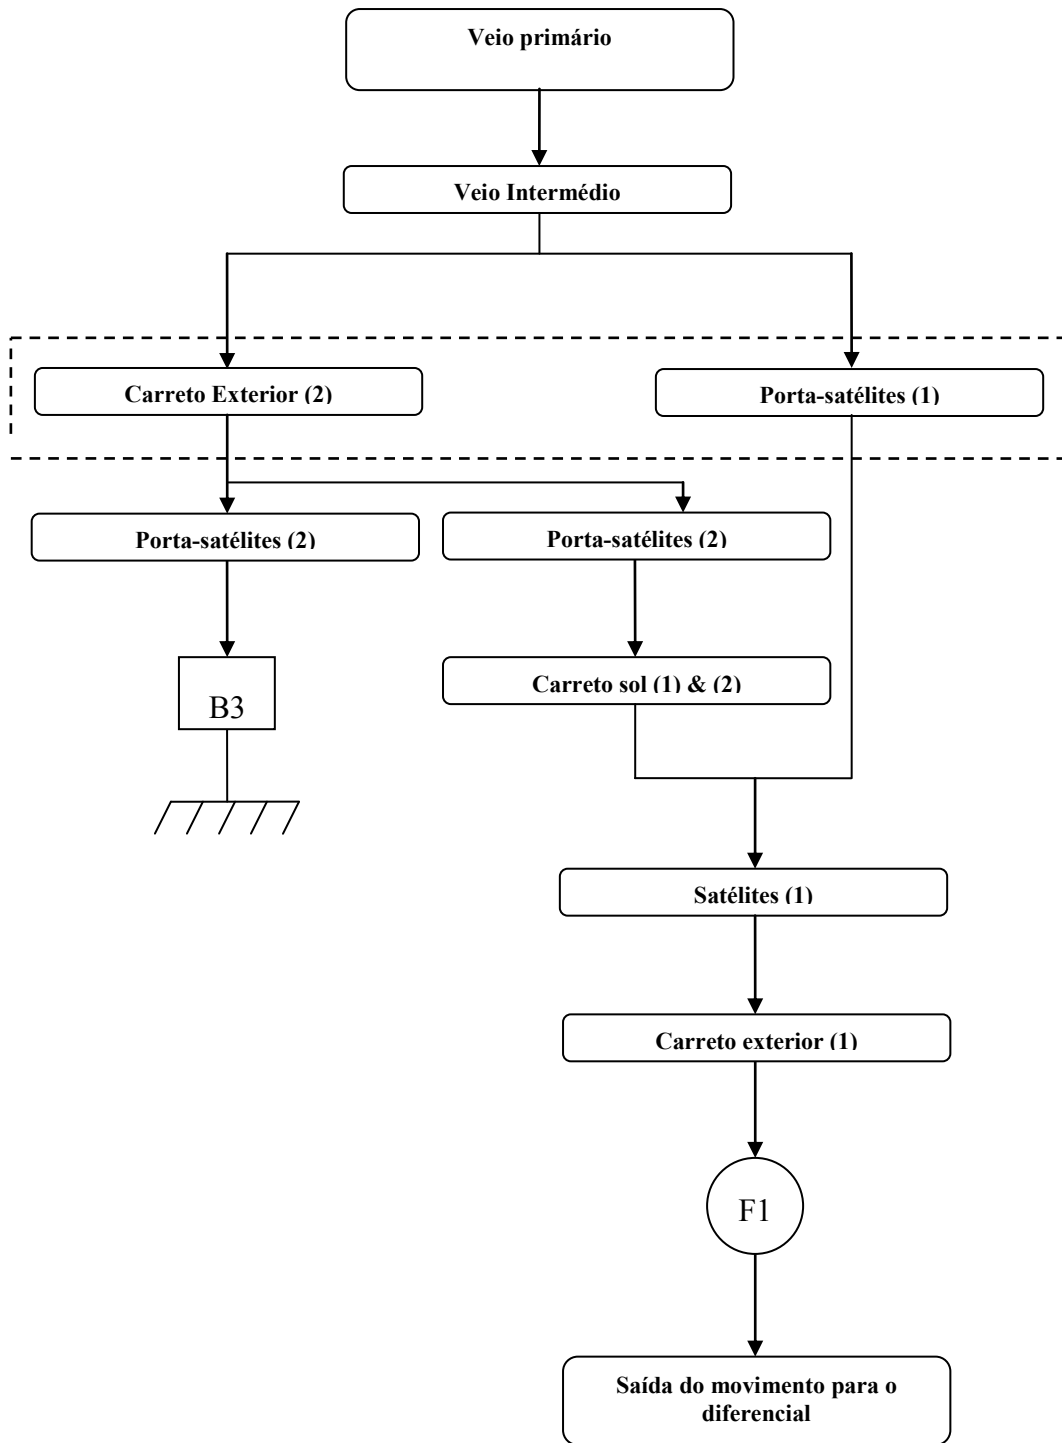 Veio primário
Veio Intermédio
Carreto Exterior (2)
Porta-satélites (1)
Porta-satélites (2)
Porta-satélites (2)
B3
Carreto sol (1) & (2)
Satélites (1)
Carreto exterior (1)
F1
Saída do movimento para o
diferencial